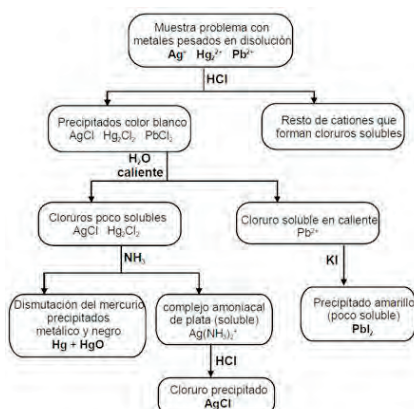 Muestra problema con
metales pesados en disolución
Ag⁺ Hg₂²⁺ Pb²⁺
HCl
Precipitados color blanco
AgCl Hg₂Cl₂ PbCl₂
Resto de cationes que
forman cloruros solubles
H₂O
caliente
Cloruros poco solubles
AgCl Hg₂Cl₂
Cloruro soluble en caliente
Pb²⁺
NH₃
KI
Dismutación del mercurio
precipitados
metálico y negro
Hg + HgO
complejo amoniacal
de plata (soluble)
Ag(NH₃)₂⁺
Precipitado amarillo
(poco soluble)
PbI₂
HCl
Cloruro precipitado
AgCl